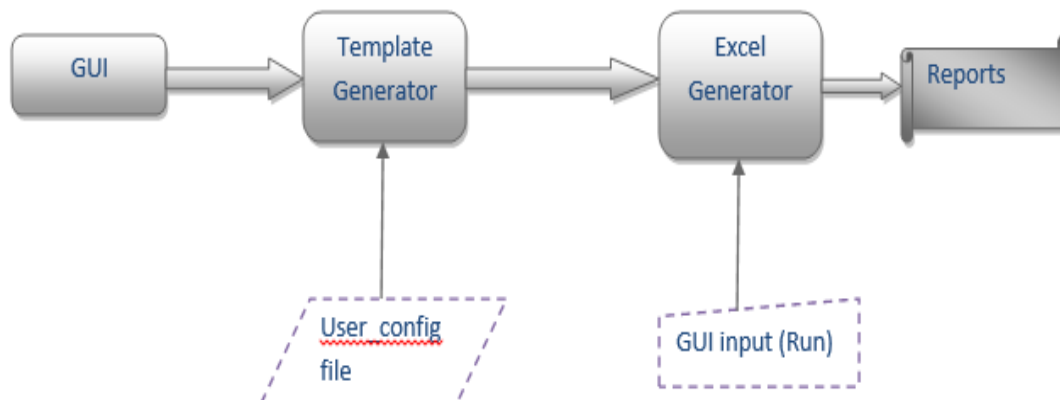 GUI
Template
Generator
Excel
Generator
Reports
User_config
file
GUI input (Run)